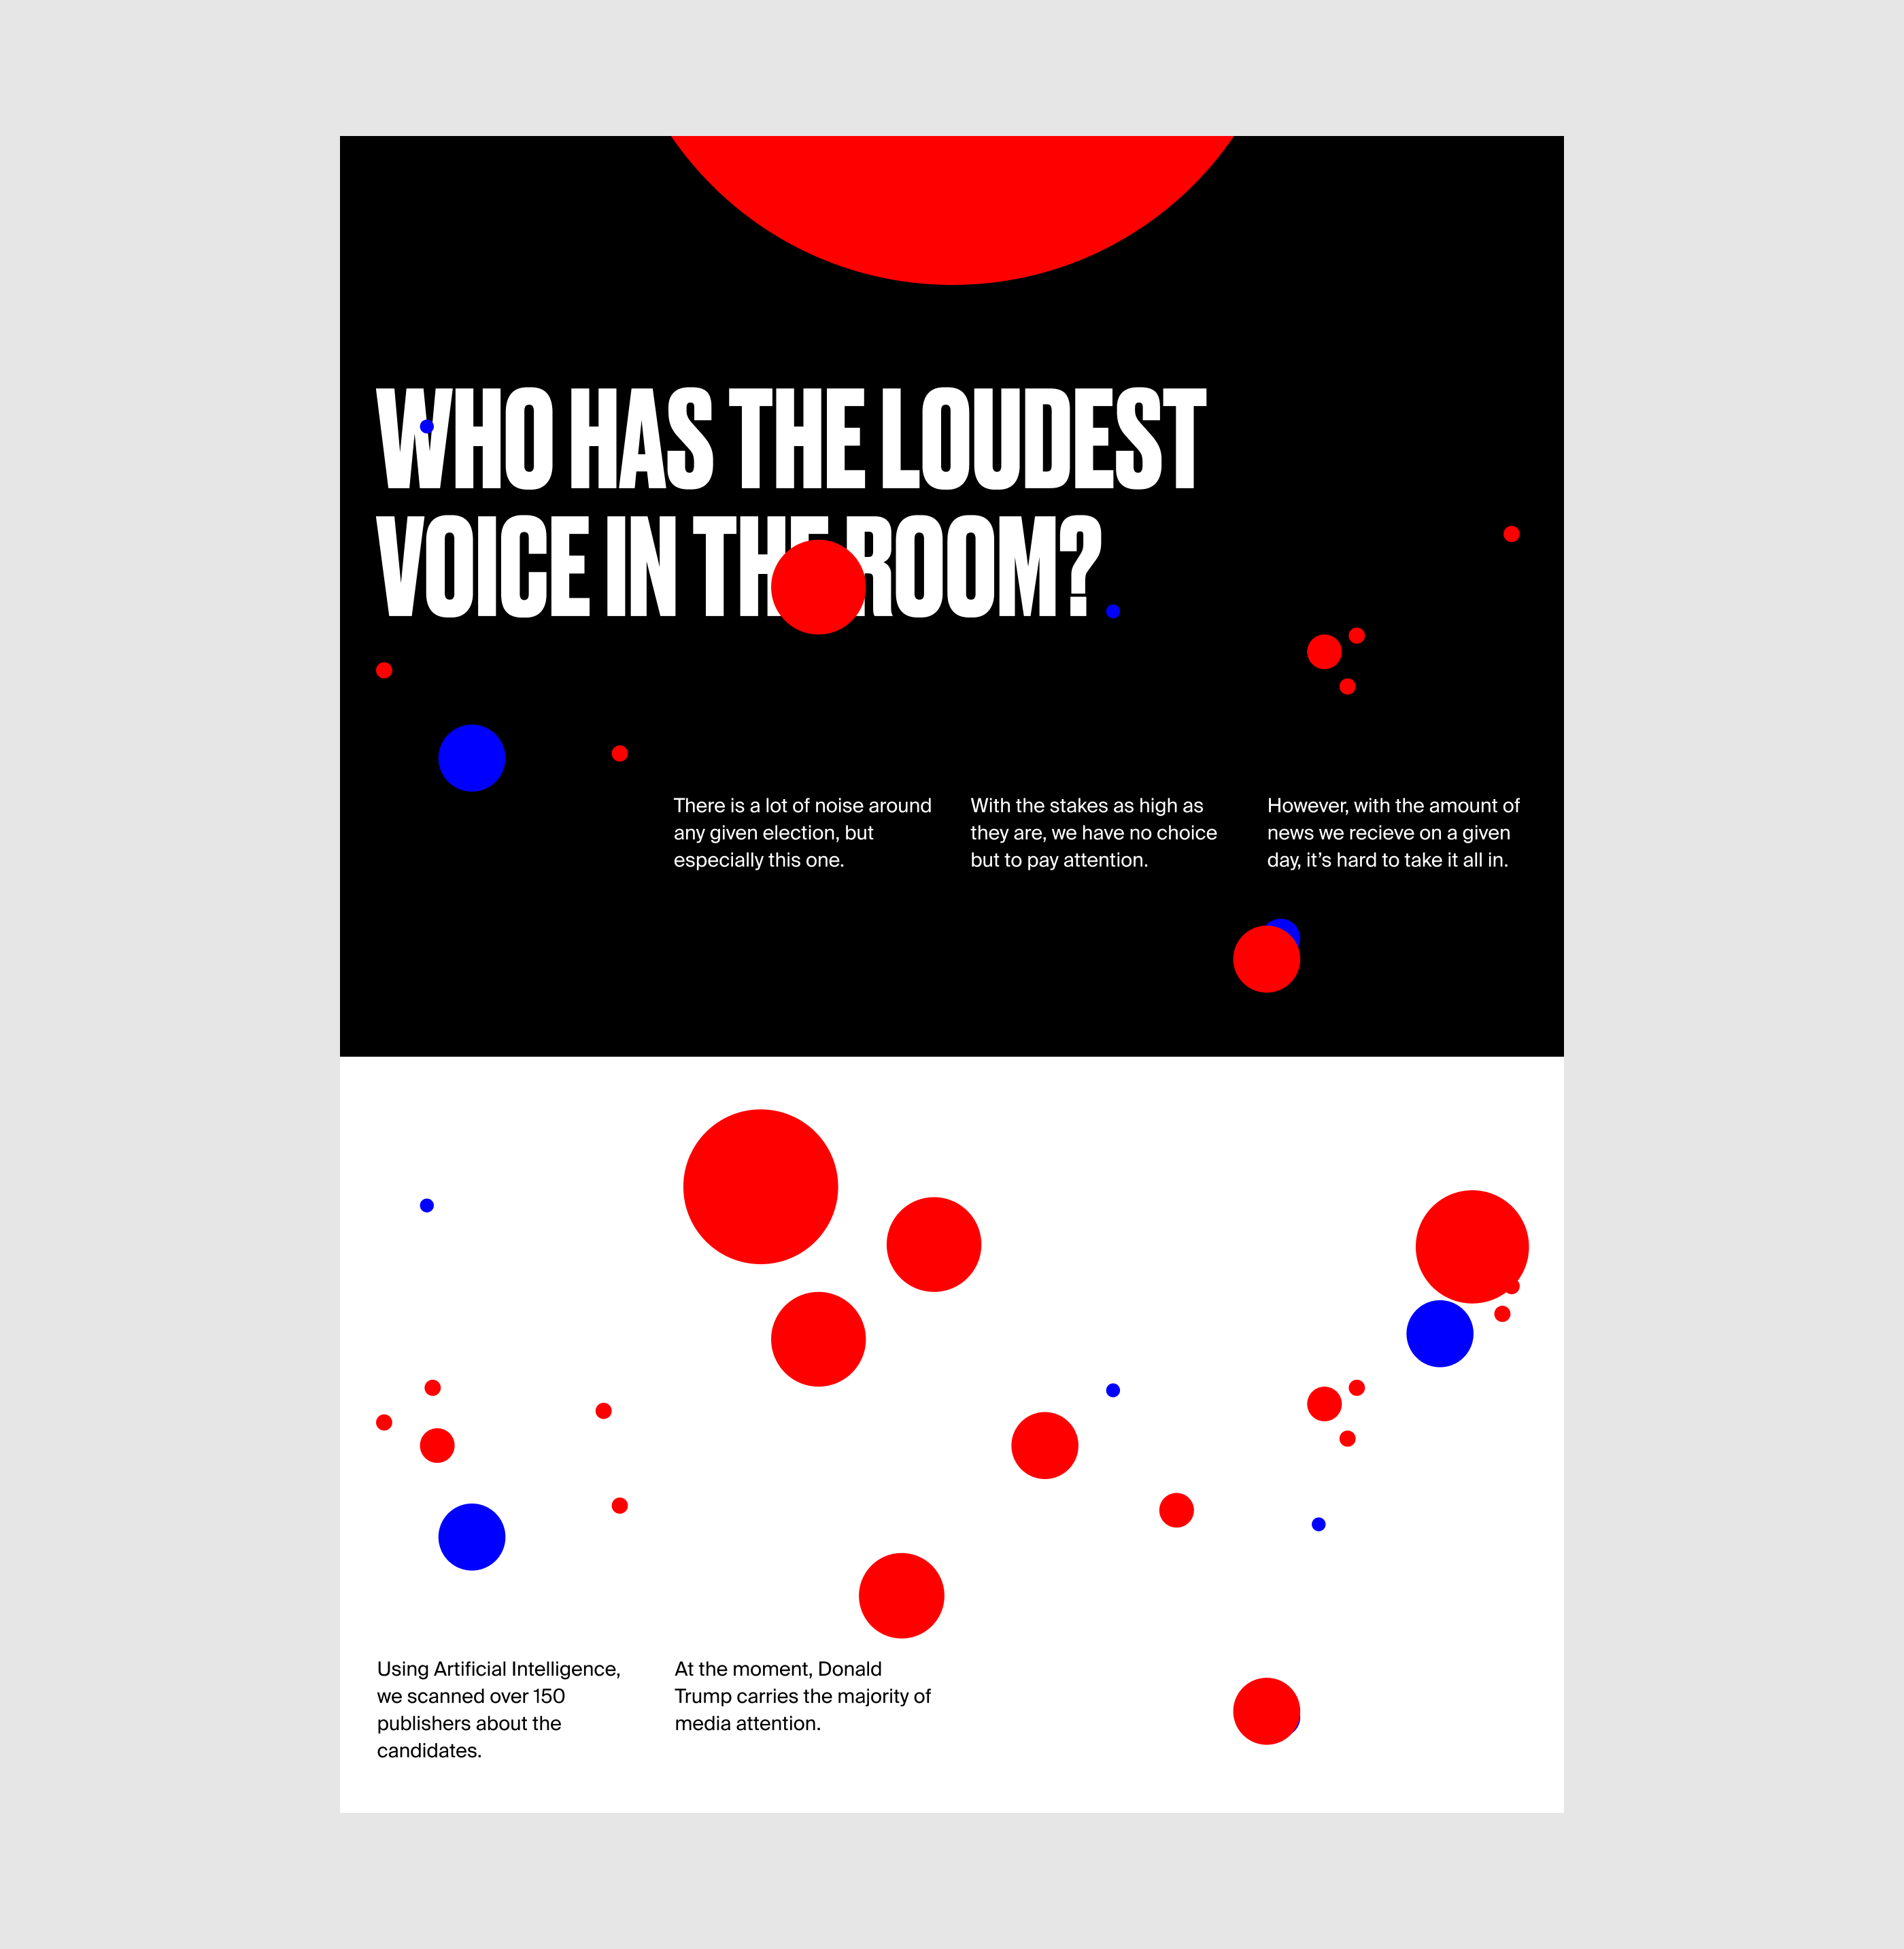 WHO HAS THE LOUDEST
VOICE IN THE ROOM?
There is a lot of noise around
any given election, but
especially this one.
With the stakes as high as
they are, we have no choice
but to pay attention.
However, with the amount of
news we recieve on a given
day, it’s hard to take it all in.
Using Artificial Intelligence,
we scanned over 150
publishers about the
candidates.
At the moment, Donald
Trump carries the majority of
media attention.